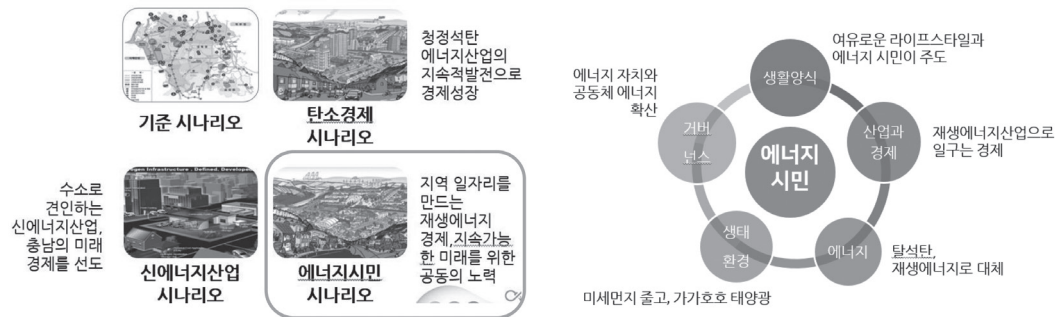 기준 시나리오
청정석탄
에너지산업의
지속적발전으로
경제성장
탄소경제
시나리오
수소로
견인하는
신에너지산업,
충남의 미래
경제를 선도
gen Infrastructure . Defined. Develope
신에너지산업
시나리오
지역 일자리를
만드는
재생에너지
경제, 지속가능
한 미래를 위한
공동의 노력
에너지시민
시나리오
여유로운 라이프스타일과
에너지 시민이 주도
생활양식
에너지 자치와
공동체 에너지
확산
거버
넌스
에너지
시민
산업과
경제
재생에너지산업으로
일구는 경제
생태
환경
에너지
탈석탄,
재생에너지로 대체
미세먼지 줄고, 가가호호 태양광